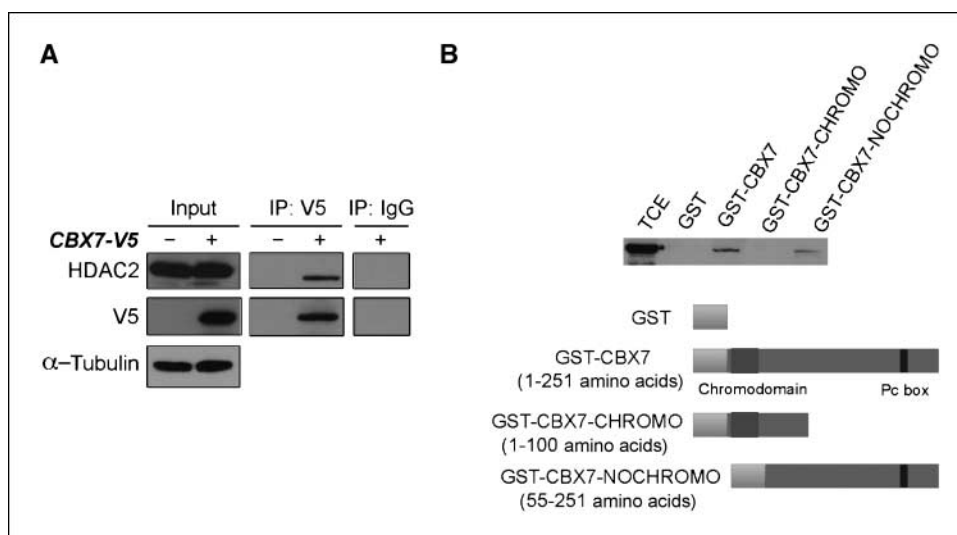 A
Input IP: V5 IP: IgG
CBX7-V5 – + – + +
HDAC2
V5
α–Tubulin
B
TCE GST GST-CBX7 GST-CBX7-CHROMO GST-CBX7-NOCHROMO
GST
GST-CBX7
(1-251 amino acids)
Chromodomain Pc box
GST-CBX7-CHROMO
(1-100 amino acids)
GST-CBX7-NOCHROMO
(55-251 amino acids)